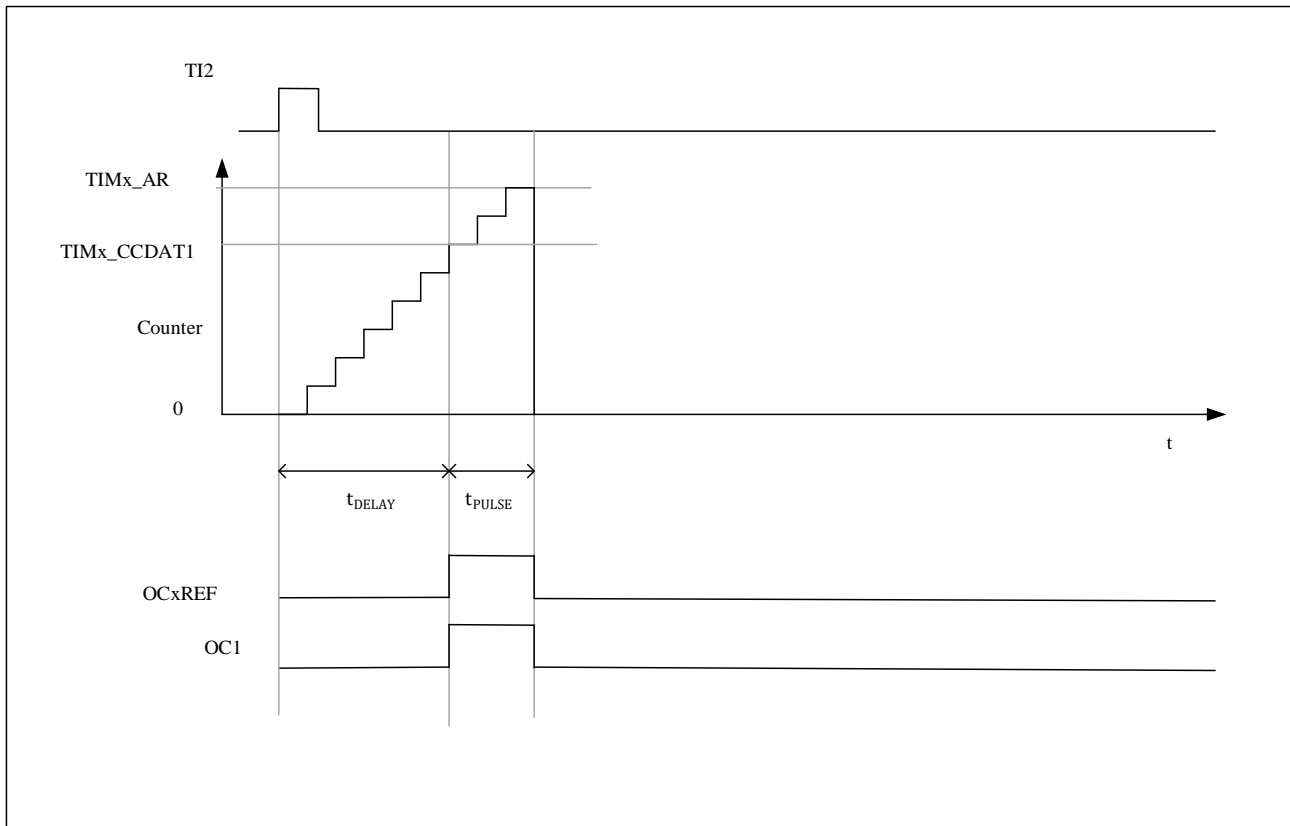 TI2
TIMx_AR
TIMx_CCDAT1
Counter
0
t
tDELAY
tPULSE
OCxREF
OC1